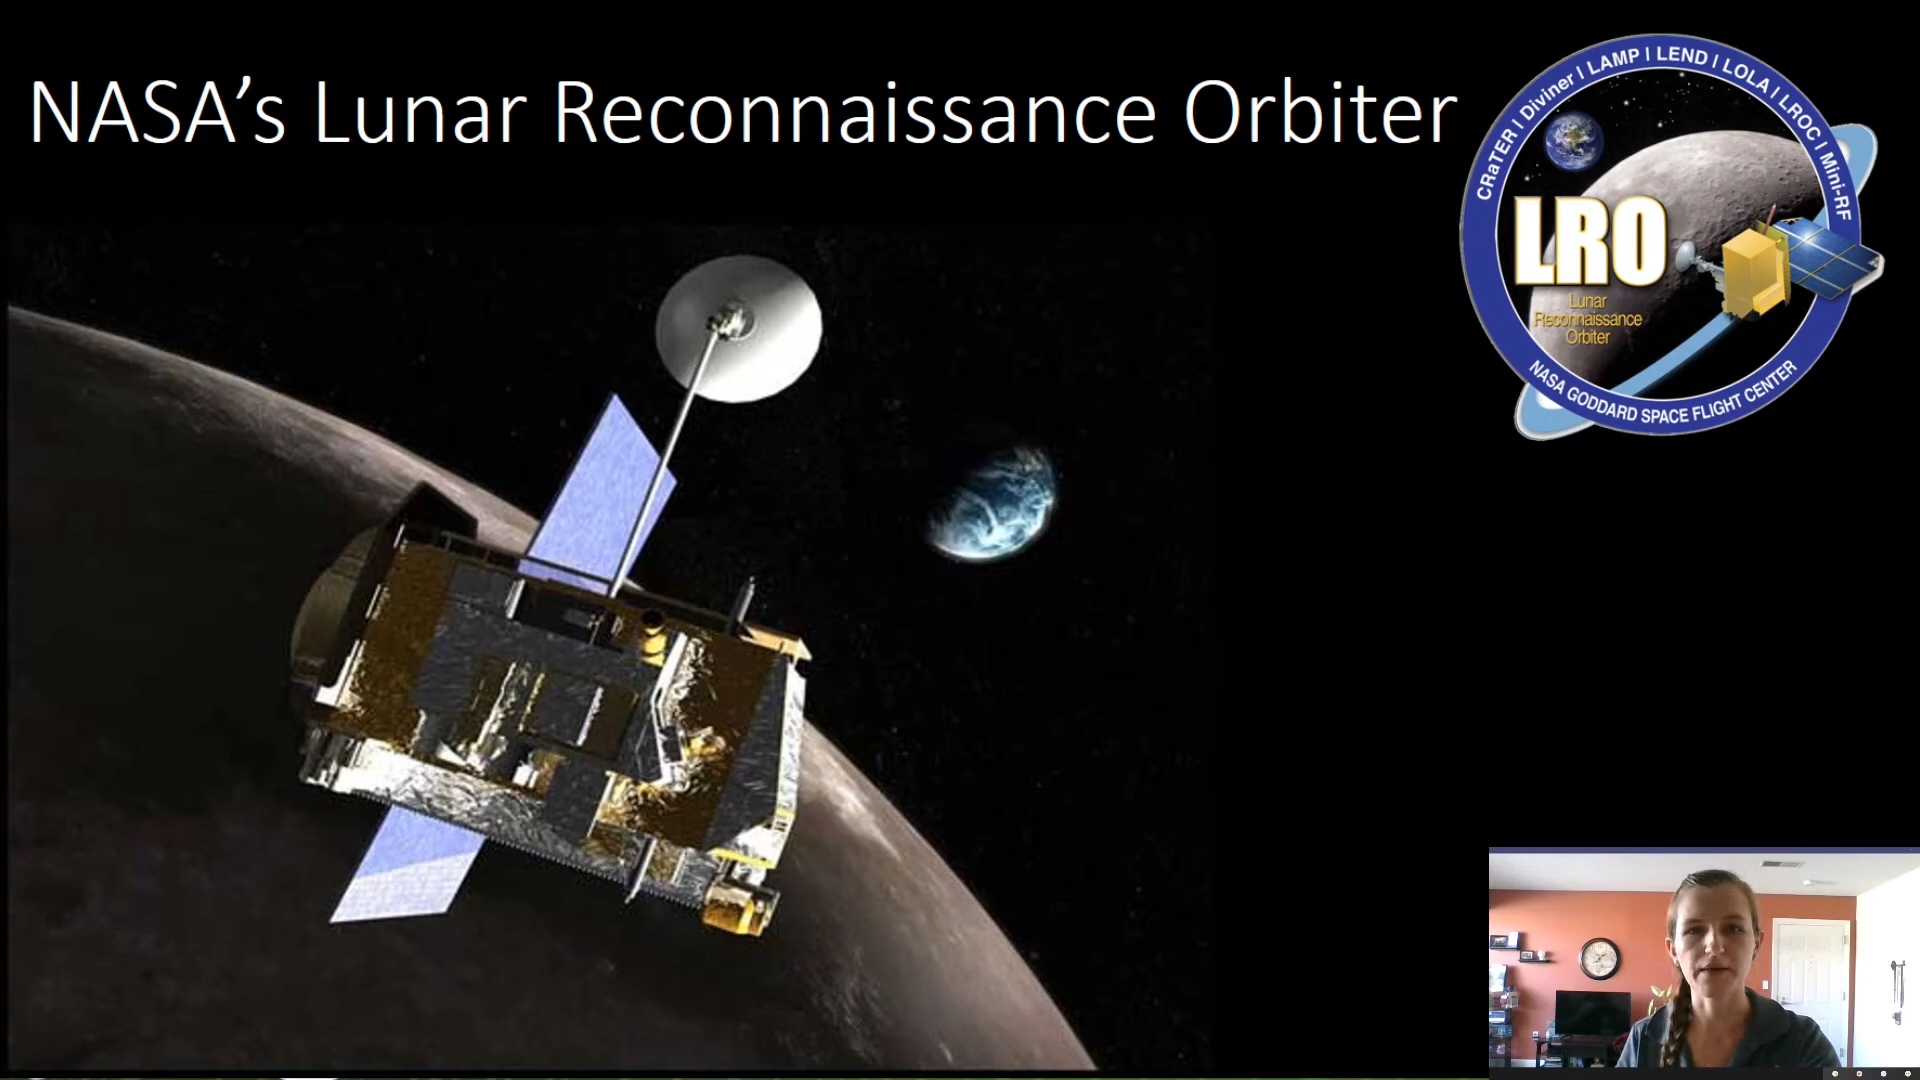 NASA’s Lunar Reconnaissance Orbiter
CRaTER | Diviner | LAMP | LEND | LOLA | LROC | Mini-RF
LRO
Lunar
Reconnaissance
Orbiter
NASA GODDARD SPACE FLIGHT CENTER